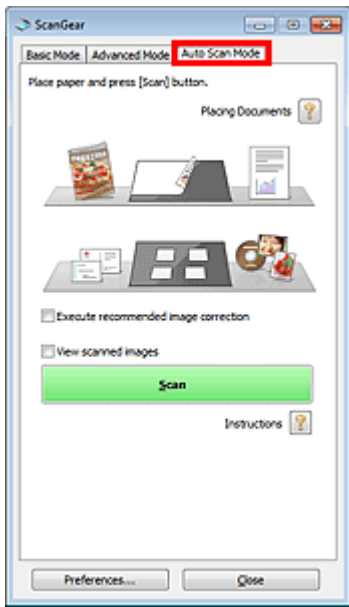 ScanGear
Basic Mode Advanced Mode Auto Scan Mode
Place paper and press [Scan] button.
Placing Documents
Execute recommended image correction
View scanned images
Scan
Instructions
Preferences... Close